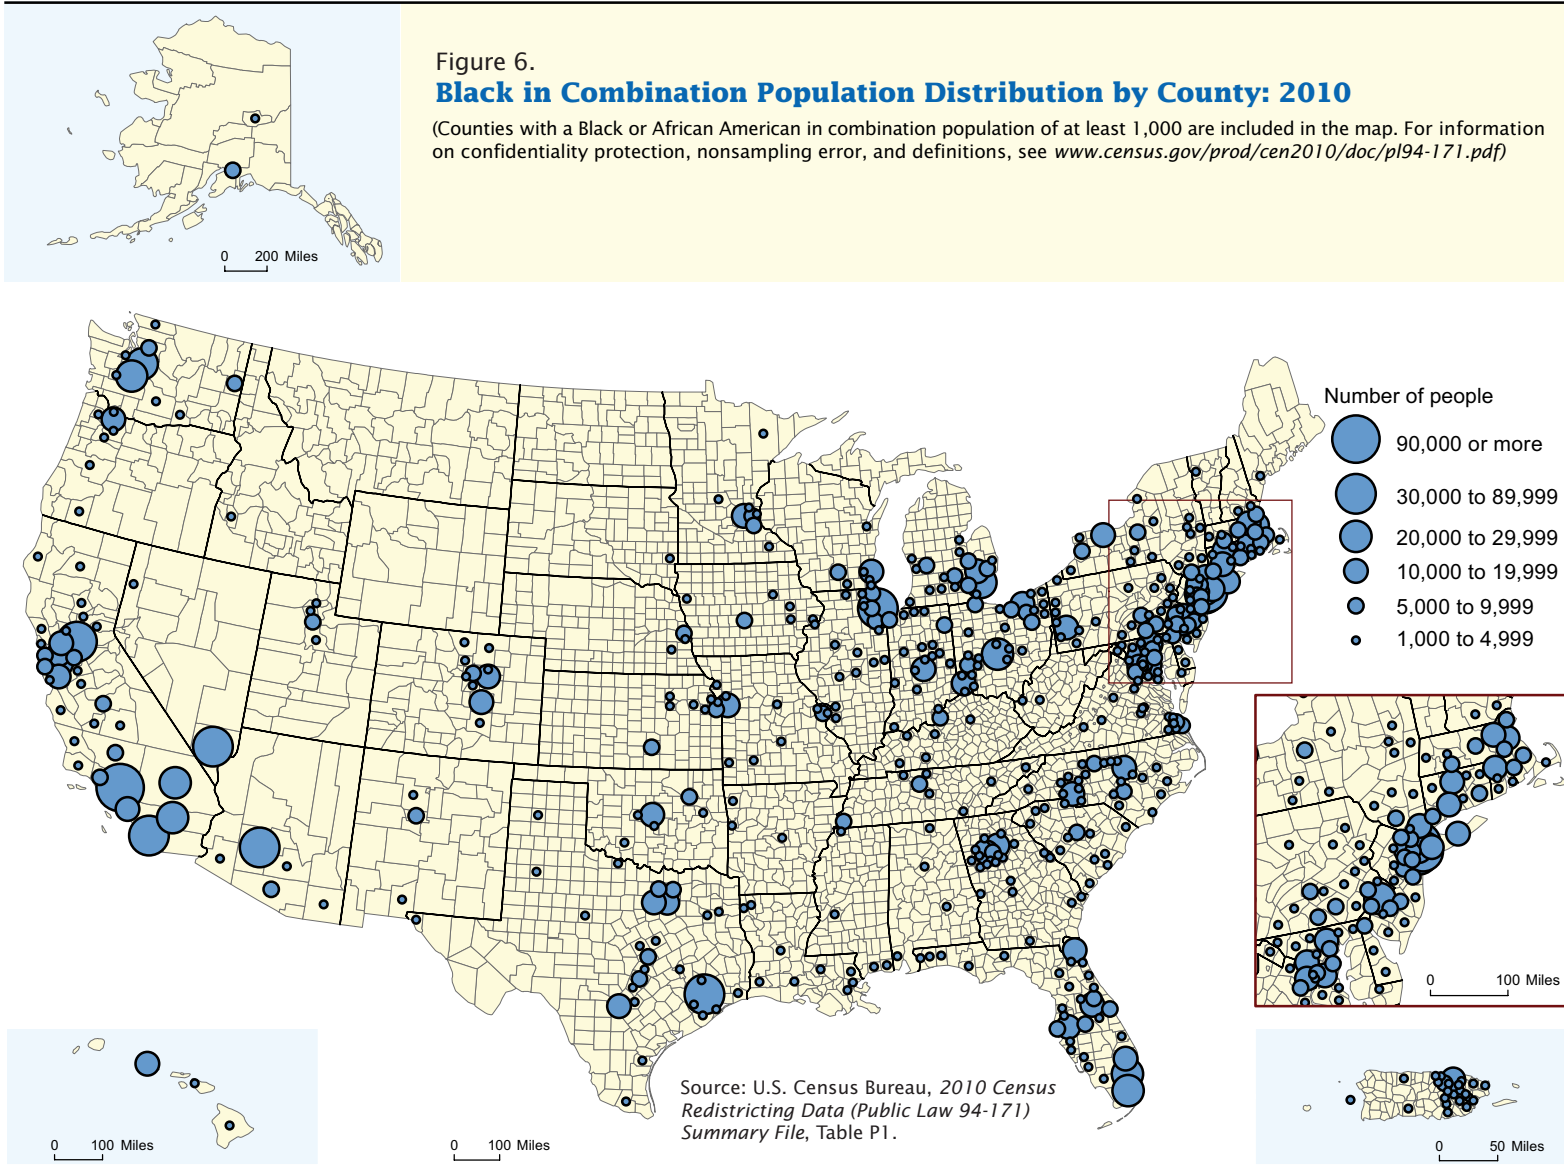 Figure 6.
Black in Combination Population Distribution by County: 2010
(Counties with a Black or African American in combination population of at least 1,000 are included in the map. For information
on confidentiality protection, nonsampling error, and definitions, see www.census.gov/prod/cen2010/doc/pl94-171.pdf)
0 200 Miles
Number of people
90,000 or more
30,000 to 89,999
20,000 to 29,999
10,000 to 19,999
5,000 to 9,999
1,000 to 4,999
0 100 Miles
Source: U.S. Census Bureau, 2010 Census
Redistricting Data (Public Law 94-171)
Summary File, Table P1.
0 100 Miles
0 100 Miles
0 50 Miles